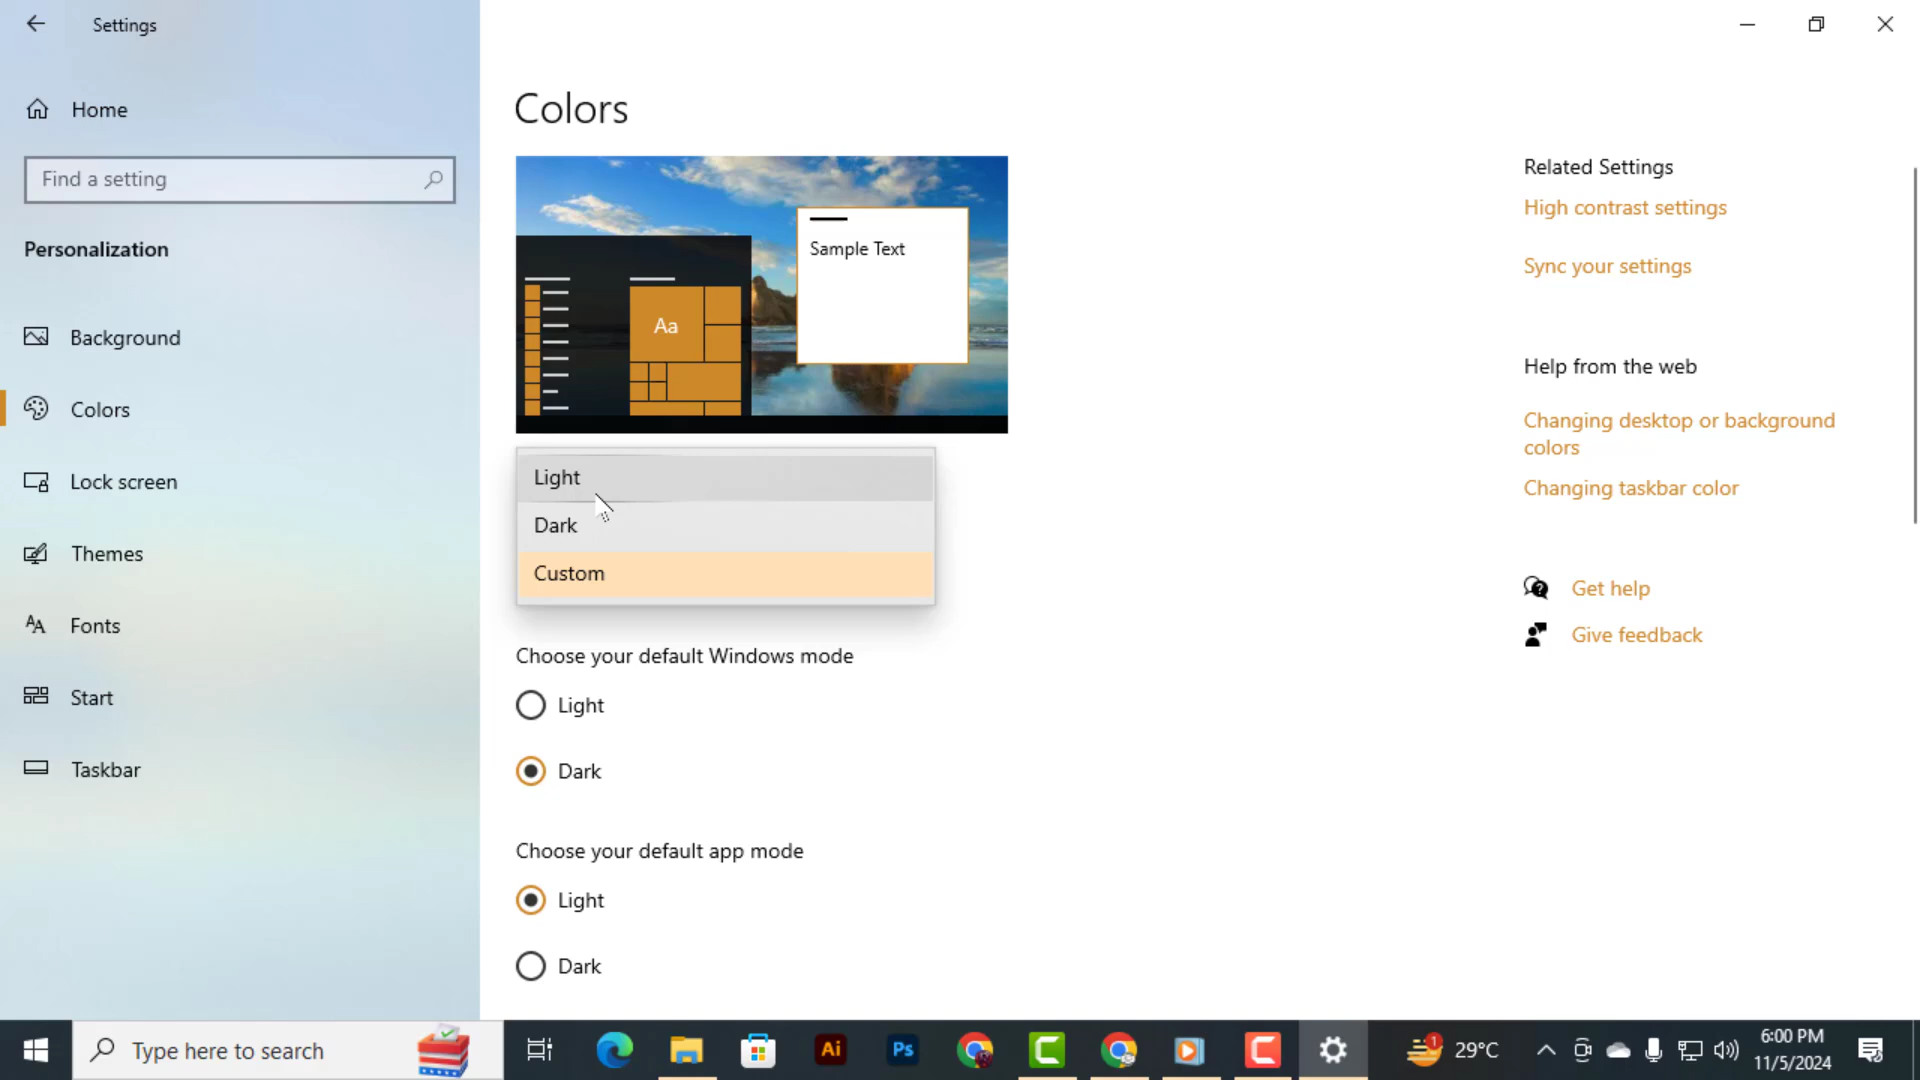 Settings
Home
Find a setting
Personalization
Background
Colors
Lock screen
Themes
Fonts
Start
Taskbar
Colors
Sample Text
Aa
Light
Dark
Custom
Choose your default Windows mode
Light
Dark
Choose your default app mode
Light
Dark
Related Settings
High contrast settings
Sync your settings
Help from the web
Changing desktop or background
colors
Changing taskbar color
Get help
Give feedback
Type here to search
Ai
Ps
1
29°C
6:00 PM
11/5/2024